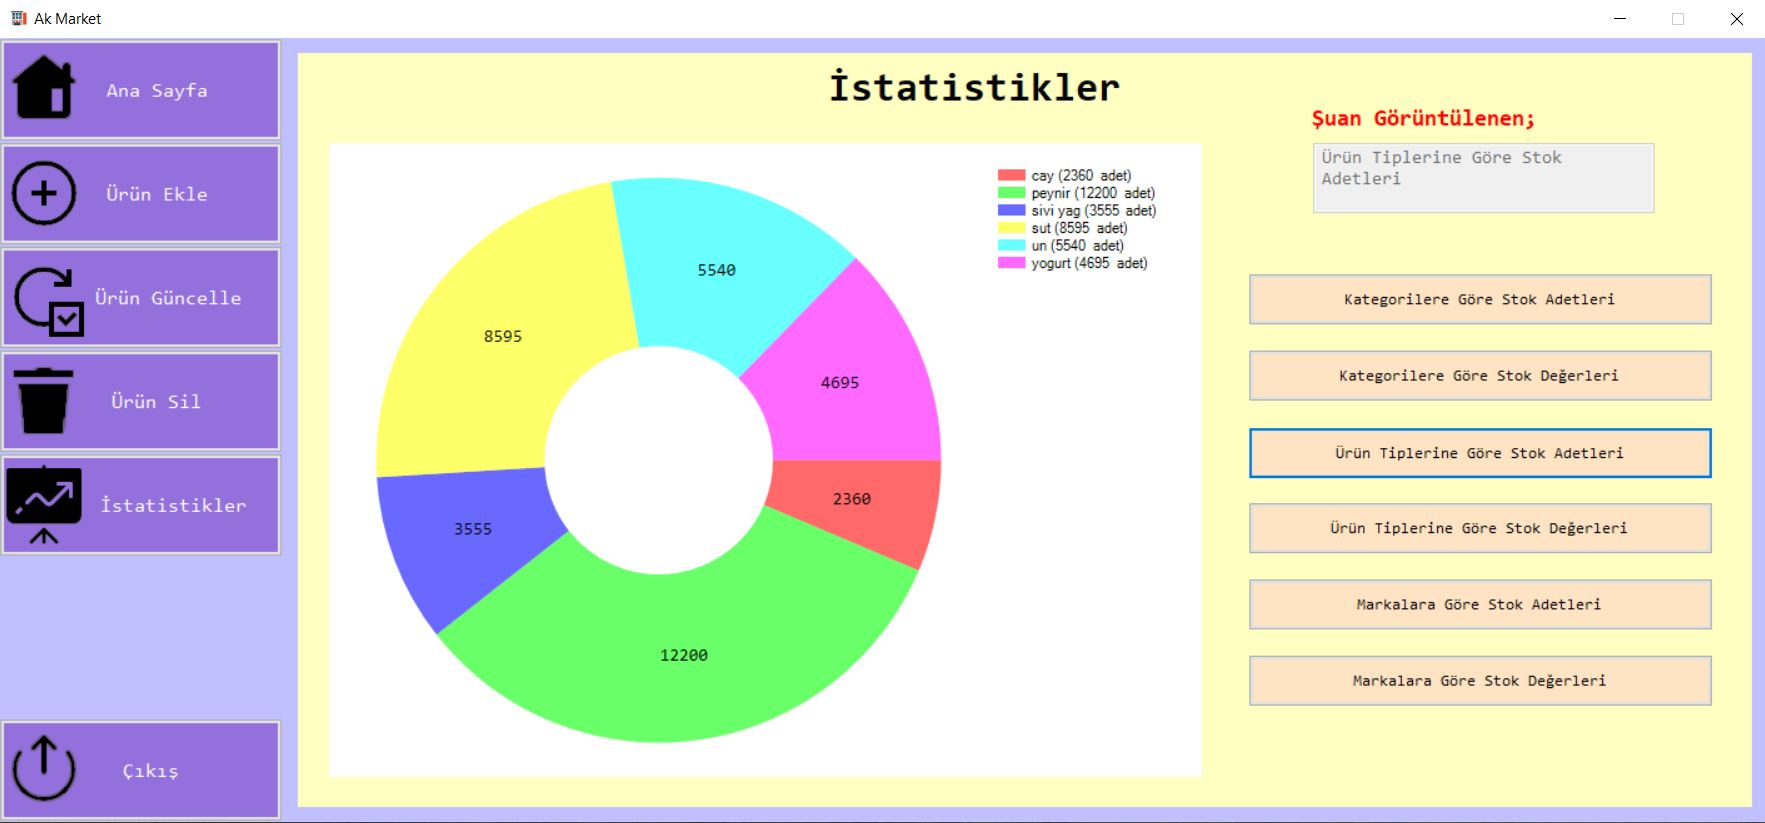 Ak Market
Ana Sayfa
Ürün Ekle
Ürün Güncelle
Ürün Sil
İstatistikler
Çıkış
İstatistikler
5540
8595
4695
2360
3555
12200
cay (2360 adet)
peynir (12200 adet)
sivi yag (3555 adet)
sut (8595 adet)
un (5540 adet)
yogurt (4695 adet)
Şuan Görüntülenen;
Ürün Tiplerine Göre Stok
Adetleri
Kategorilere Göre Stok Adetleri
Kategorilere Göre Stok Değerleri
Ürün Tiplerine Göre Stok Adetleri
Ürün Tiplerine Göre Stok Değerleri
Markalara Göre Stok Adetleri
Markalara Göre Stok Değerleri